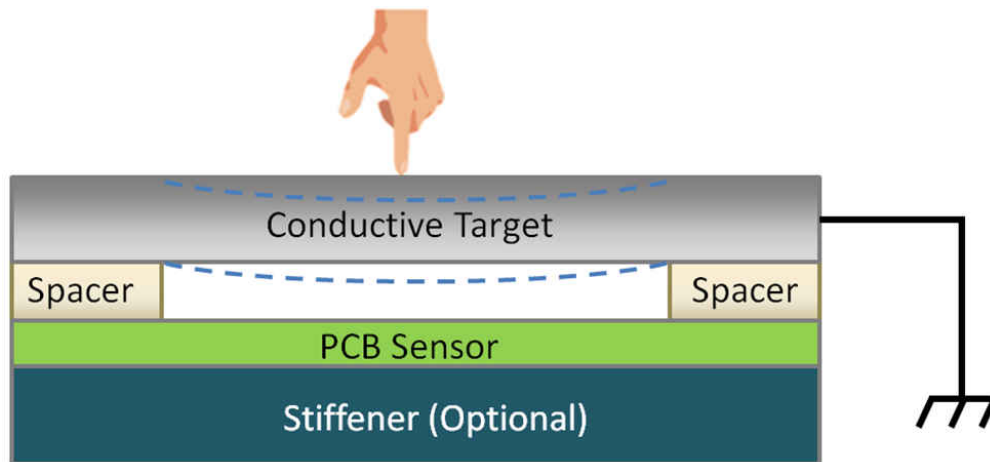 Conductive Target
Spacer
Spacer
PCB Sensor
Stiffener (Optional)